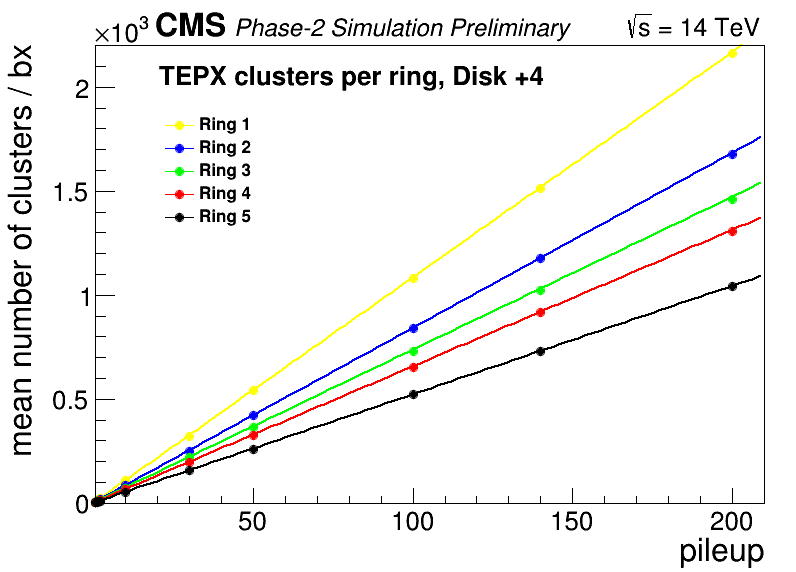 ×10³ CMS Phase-2 Simulation Preliminary √s = 14 TeV
TEPX clusters per ring, Disk +4
Ring 1
Ring 2
Ring 3
Ring 4
Ring 5
mean number of clusters / bx
2
1.5
1
0.5
0
50 100 150 200
pileup